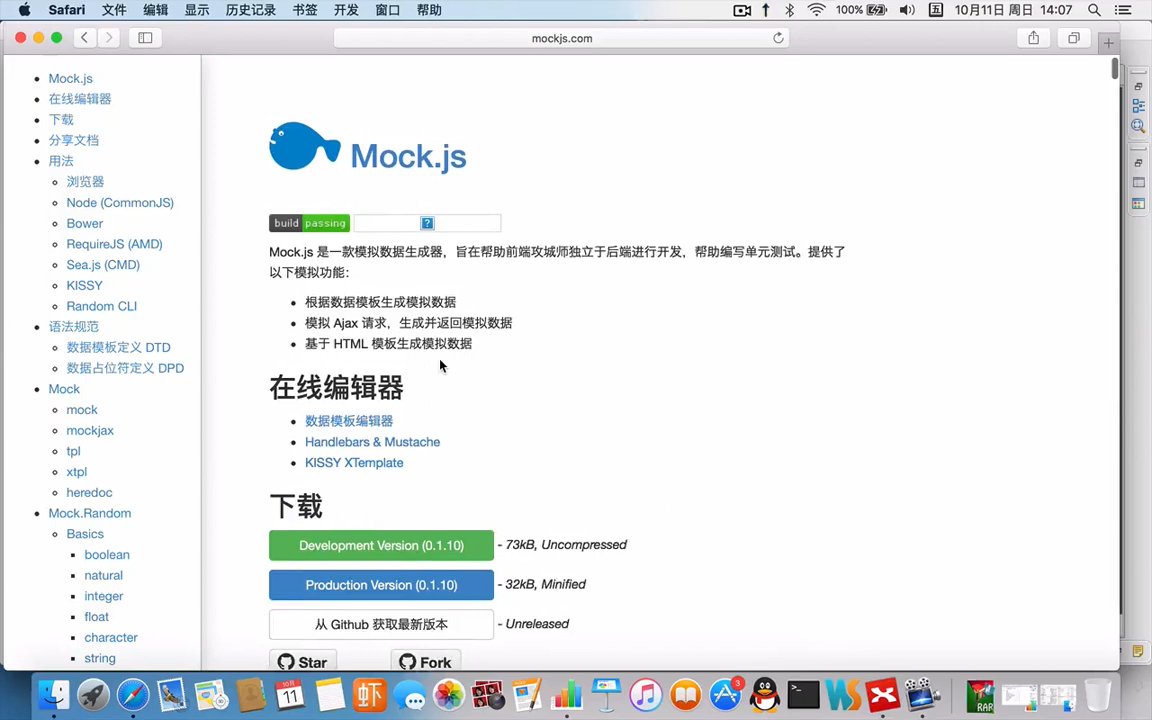 Safari 文件 编辑 显示 历史记录 书签 开发 窗口 帮助 100% 五 10月11日 周日 14:07
mockjs.com
Mock.js
在线编辑器
下载
分享文档
用法
浏览器
Node (CommonJS)
Bower
RequireJS (AMD)
Sea.js (CMD)
KISSY
Random CLI
语法规范
数据模板定义 DTD
数据占位符定义 DPD
Mock
mock
mockjax
tpl
xtpl
heredoc
Mock.Random
Basics
boolean
natural
integer
float
character
string
Mock.js
build passing ?
Mock.js 是一款模拟数据生成器，旨在帮助前端攻城师独立于后端进行开发，帮助编写单元测试。提供了
以下模拟功能：
根据数据模板生成模拟数据
模拟 Ajax 请求，生成并返回模拟数据
基于 HTML 模板生成模拟数据
在线编辑器
数据模板编辑器
Handlebars & Mustache
KISSY XTemplate
下载
Development Version (0.1.10) - 73kB, Uncompressed
Production Version (0.1.10) - 32kB, Minified
从 Github 获取最新版本 - Unreleased
Star Fork
11 虾 3 WS RAR